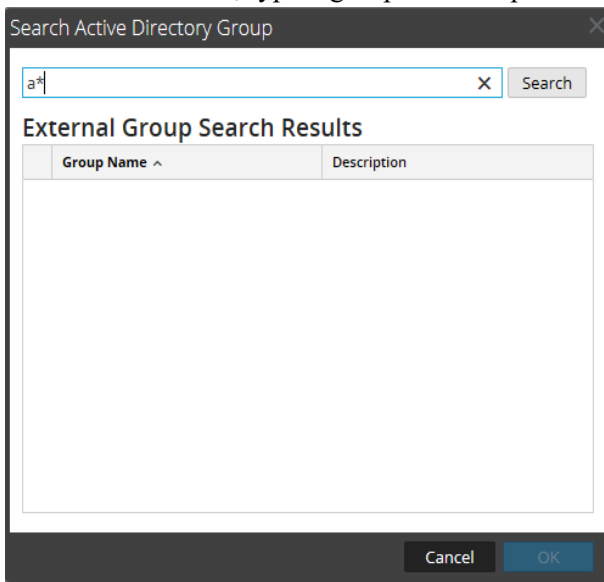 Search Active Directory Group
a*
Search
External Group Search Results
Group Name
Description
Cancel
OK